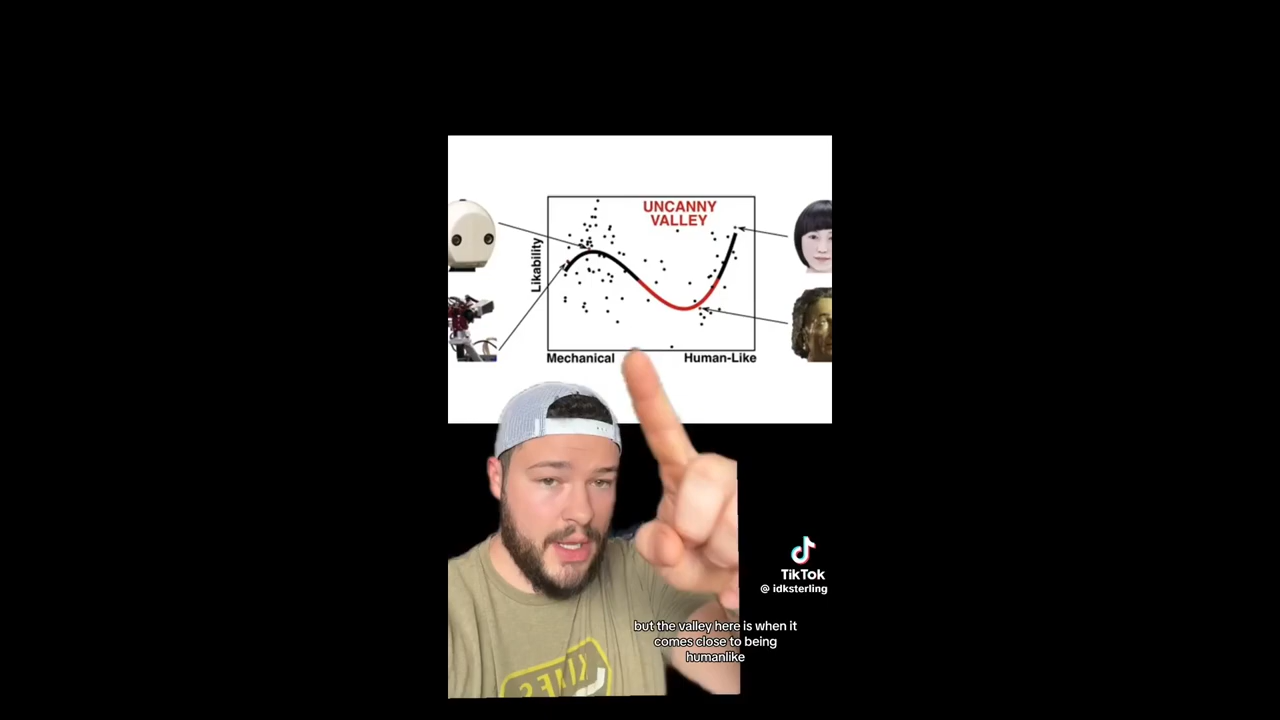 UNCANNY
VALLEY
Likability
Mechanical
Human-Like
TikTok
@ idksterling
but the valley here is when it
comes close to being
humanlike